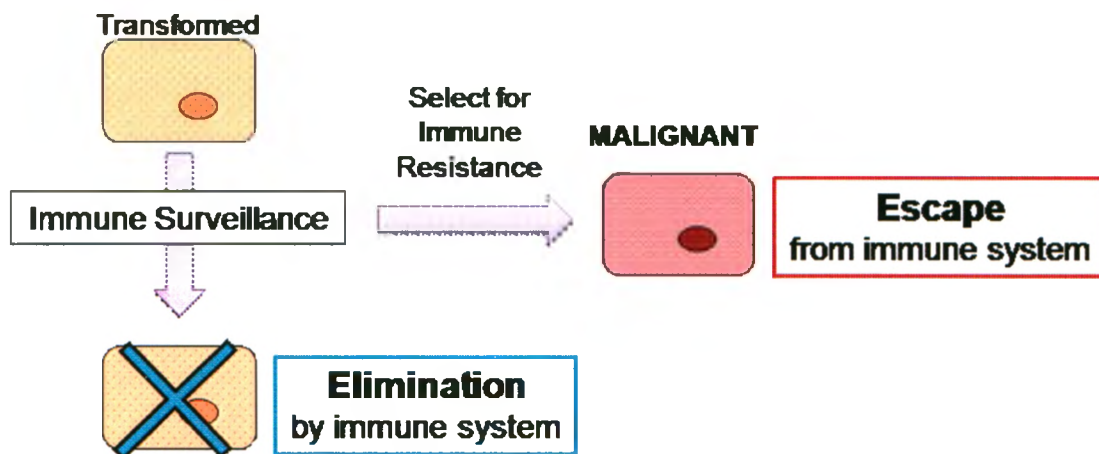 Transformed
Select for
Immune
Resistance
MALIGNANT
Immune Surveillance
Escape
from immune system
Elimination
by immune system